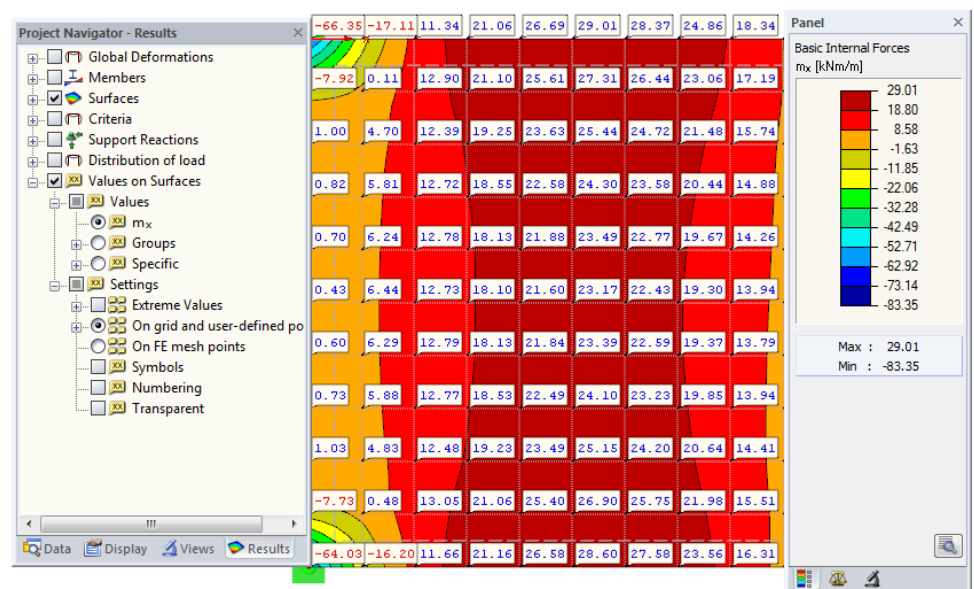 Project Navigator - Results
Global Deformations
Members
Surfaces
Criteria
Support Reactions
Distribution of load
Values on Surfaces
Values
mx
Groups
Specific
Settings
Extreme Values
On grid and user-defined po
On FE mesh points
Symbols
Numbering
Transparent
Data Display Views Results
-66.35 -17.11 11.34 21.06 26.69 29.01 28.37 24.86 18.34
-7.92 0.11 12.90 21.10 25.61 27.31 26.44 23.06 17.19
1.00 4.70 12.39 19.25 23.63 25.44 24.72 21.48 15.74
0.82 5.81 12.72 18.55 22.58 24.30 23.58 20.44 14.88
0.70 6.24 12.78 18.13 21.88 23.49 22.77 19.67 14.26
0.43 6.44 12.73 18.10 21.60 23.17 22.43 19.30 13.94
0.60 6.29 12.79 18.13 21.84 23.39 22.59 19.37 13.79
0.73 5.88 12.77 18.53 22.49 24.10 23.23 19.85 13.94
1.03 4.83 12.48 19.23 23.49 25.15 24.20 20.64 14.41
-7.73 0.48 13.05 21.06 25.40 26.90 25.75 21.98 15.51
-64.03 -16.20 11.66 21.16 26.58 28.60 27.58 23.56 16.31
Panel
Basic Internal Forces
mx [kNm/m]
29.01
18.80
8.58
-1.63
-11.85
-22.06
-32.28
-42.49
-52.71
-62.92
-73.14
-83.35
Max : 29.01
Min : -83.35